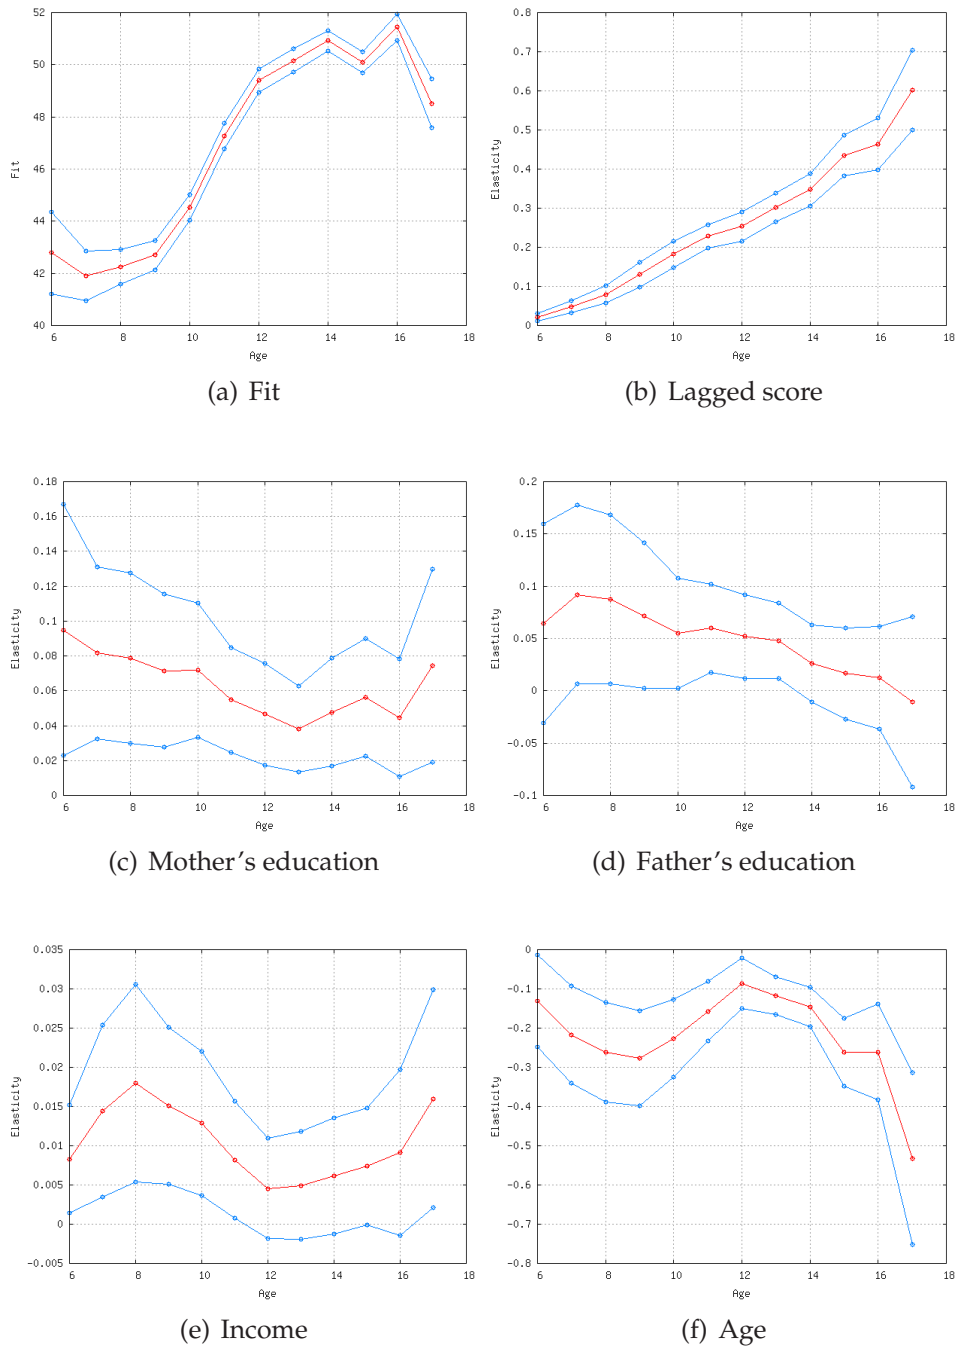 52
50
48
46
44
42
40
Fit
6 8 10 12 14 16 18
Age
(a) Fit
0.8
0.7
0.6
0.5
0.4
0.3
0.2
0.1
0
Elasticity
6 8 10 12 14 16 18
Age
(b) Lagged score
0.18
0.16
0.14
0.12
0.1
0.08
0.06
0.04
0.02
0
Elasticity
6 8 10 12 14 16 18
Age
(c) Mother's education
0.2
0.15
0.1
0.05
0
-0.05
-0.1
Elasticity
6 8 10 12 14 16 18
Age
(d) Father's education
0.035
0.03
0.025
0.02
0.015
0.01
0.005
0
-0.005
Elasticity
6 8 10 12 14 16 18
Age
(e) Income
0
-0.1
-0.2
-0.3
-0.4
-0.5
-0.6
-0.7
-0.8
Elasticity
6 8 10 12 14 16 18
Age
(f) Age